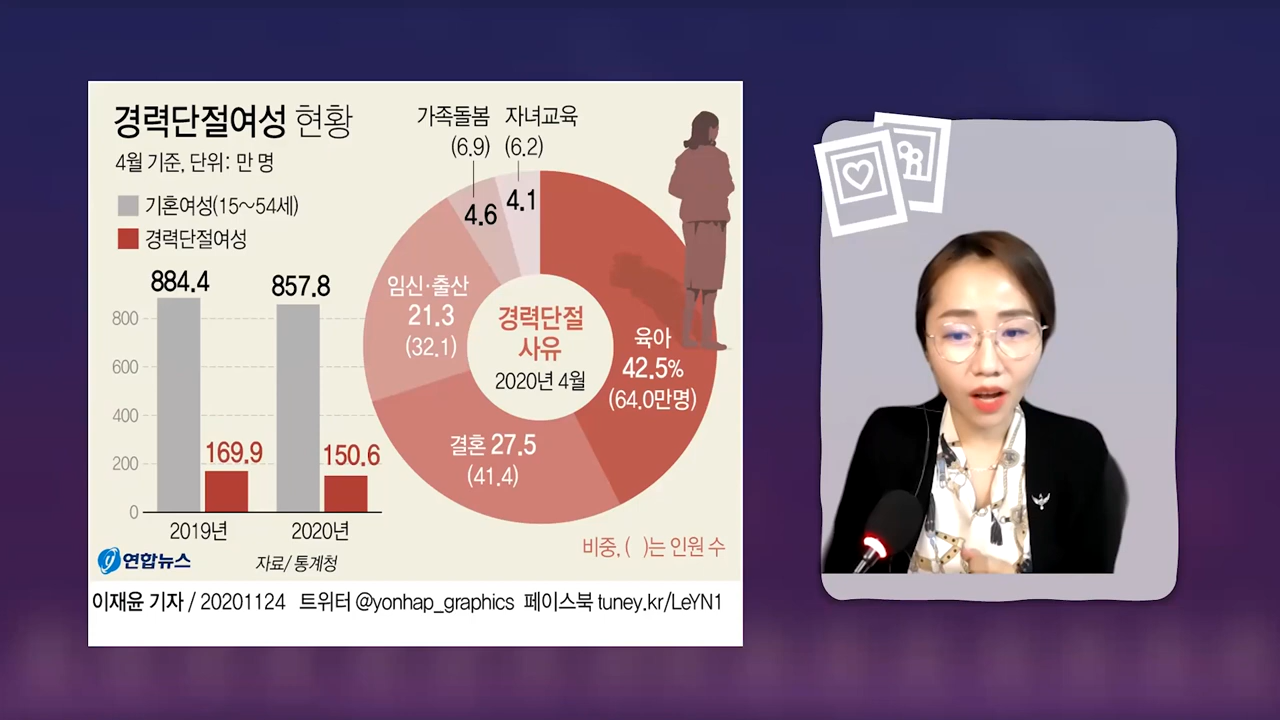 경력단절여성 현황
4월 기준, 단위: 만 명
기혼여성(15~54세)
경력단절여성
884.4
857.8
800
600
400
200
0
169.9
150.6
2019년
2020년
가족돌봄
(6.9)
4.6
자녀교육
(6.2)
4.1
임신·출산
21.3
(32.1)
경력단절
사유
2020년 4월
육아
42.5%
(64.0만명)
결혼 27.5
(41.4)
비중, ( )는 인원 수
연합뉴스
자료/ 통계청
이재윤 기자 / 20201124 트위터 @yonhap_graphics 페이스북 tuney.kr/LeYN1